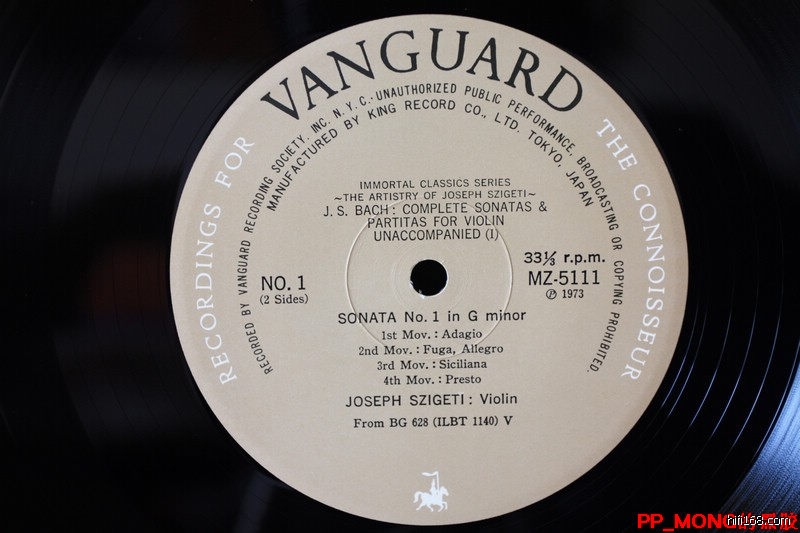 VANGUARD
RECORDINGS FOR THE CONNOISSEUR
RECORDED BY VANGUARD RECORDING SOCIETY, INC. N.Y.C.·UNAUTHORIZED PUBLIC PERFORMANCE, BROADCASTING OR COPYING PROHIBITED.
MANUFACTURED BY KING RECORD CO., LTD. TOKYO, JAPAN
IMMORTAL CLASSICS SERIES
~THE ARTISTRY OF JOSEPH SZIGETI~
J. S. BACH : COMPLETE SONATAS &
PARTITAS FOR VIOLIN
UNACCOMPANIED (I)
NO. 1
(2 Sides)
33⅓ r.p.m.
MZ-5111
Ⓟ 1973
SONATA No. 1 in G minor
1st Mov. : Adagio
2nd Mov. : Fuga, Allegro
3rd Mov. : Siciliana
4th Mov. : Presto
JOSEPH SZIGETI : Violin
From BG 628 (ILBT 1140) V
hifi168.com